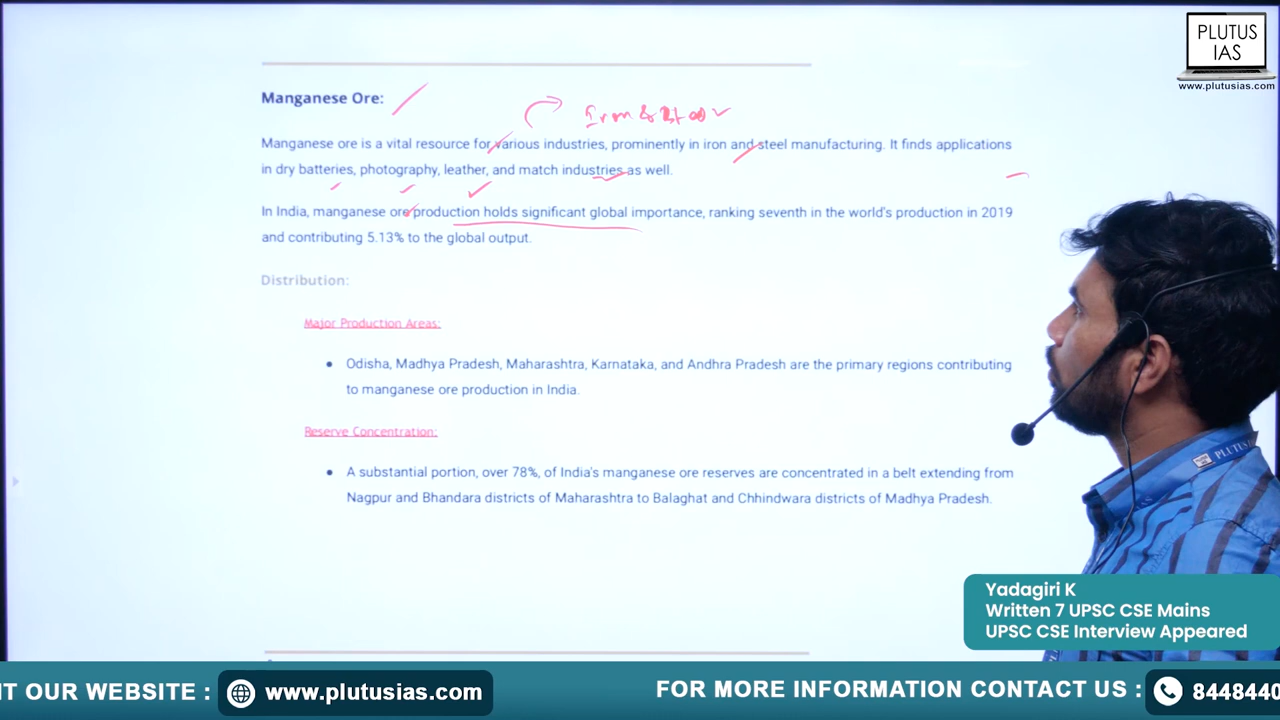 PLUTUS
IAS
www.plutusias.com
Manganese Ore:
Iron & Steel
Manganese ore is a vital resource for various industries, prominently in iron and steel manufacturing. It finds applications
in dry batteries, photography, leather, and match industries as well.
In India, manganese ore production holds significant global importance, ranking seventh in the world's production in 2019
and contributing 5.13% to the global output.
Distribution:
Major Production Areas:
• Odisha, Madhya Pradesh, Maharashtra, Karnataka, and Andhra Pradesh are the primary regions contributing
to manganese ore production in India.
Reserve Concentration:
• A substantial portion, over 78%, of India's manganese ore reserves are concentrated in a belt extending from
Nagpur and Bhandara districts of Maharashtra to Balaghat and Chhindwara districts of Madhya Pradesh.
PLUTUS
Yadagiri K
Written 7 UPSC CSE Mains
UPSC CSE Interview Appeared
IT OUR WEBSITE : www.plutusias.com FOR MORE INFORMATION CONTACT US : 8448440